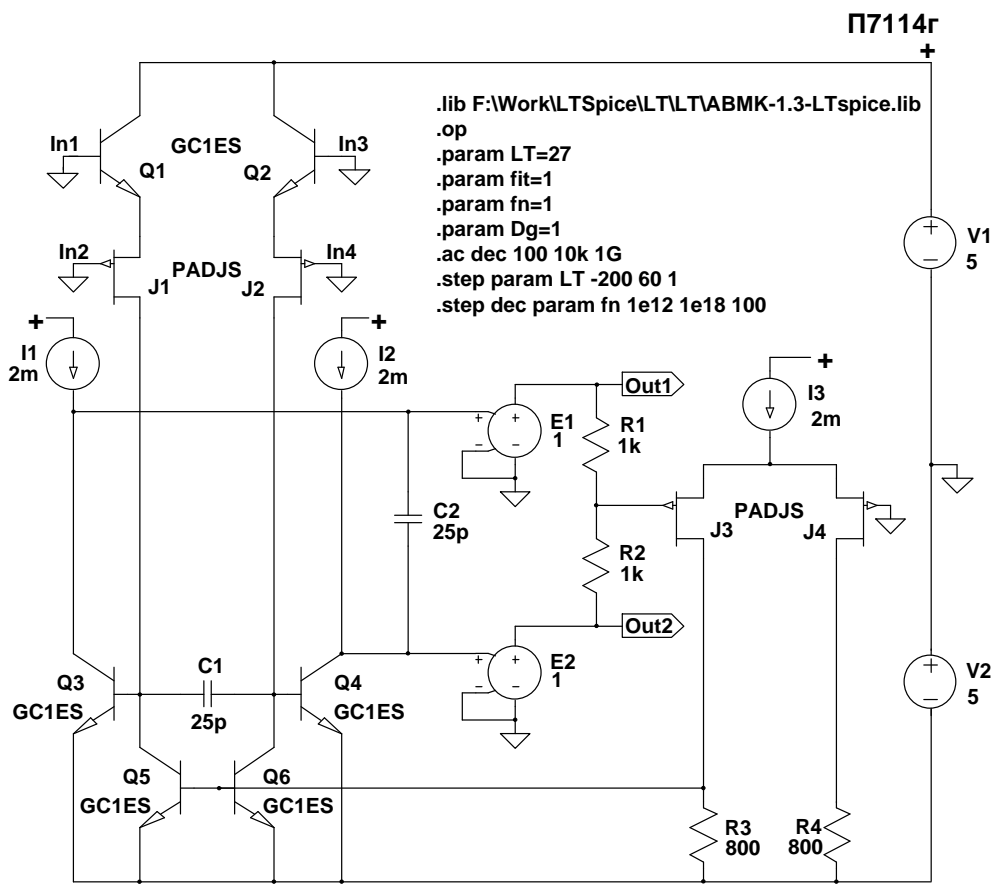 П7114г
+
.lib F:\Work\LTSpice\LT\LT\ABMK-1.3-LTspice.lib
.op
.param LT=27
.param fit=1
.param fn=1
.param Dg=1
.ac dec 100 10k 1G
.step param LT -200 60 1
.step dec param fn 1e12 1e18 100
In1
GC1ES
In3
Q1
Q2
In2
PADJS
In4
J1
J2
+
I1
2m
+
I2
2m
V1
5
+
I3
2m
Out1
E1
1
R1
1k
C2
25p
PADJS
J3
J4
R2
1k
Out2
E2
1
Q3
GC1ES
C1
25p
Q4
GC1ES
V2
5
Q5
GC1ES
Q6
GC1ES
R3
800
R4
800